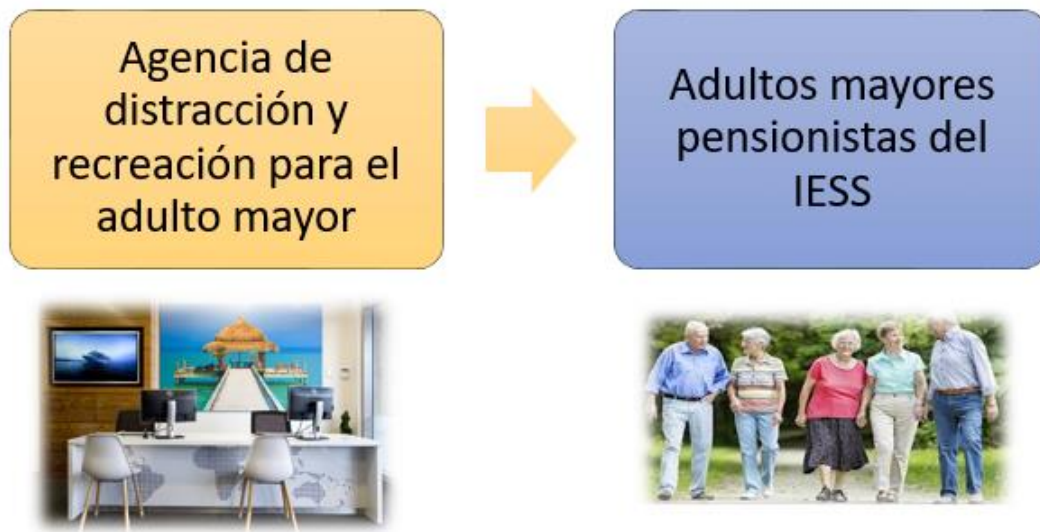 Agencia de
distracción y
recreación para el
adulto mayor
Adultos mayores
pensionistas del
IESS